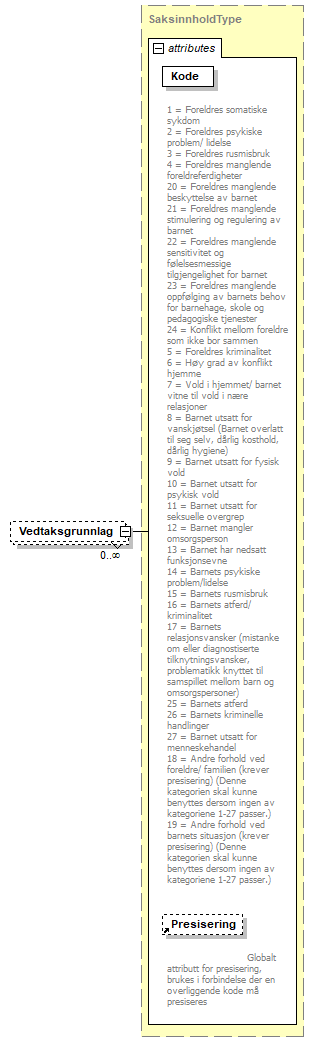 SaksinnholdType
attributes
Kode
1 = Foreldres somatiske
sykdom
2 = Foreldres psykiske
problem/ lidelse
3 = Foreldres rusmisbruk
4 = Foreldres manglende
foreldreferdigheter
20 = Foreldres manglende
beskyttelse av barnet
21 = Foreldres manglende
stimulering og regulering av
barnet
22 = Foreldres manglende
sensitivitet og
følelsesmessige
tilgjengelighet for barnet
23 = Foreldres manglende
oppfølging av barnets behov
for barnehage, skole og
pedagogiske tjenester
24 = Konflikt mellom foreldre
som ikke bor sammen
5 = Foreldres kriminalitet
6 = Høy grad av konflikt
hjemme
7 = Vold i hjemmet/ barnet
vitne til vold i nære
relasjoner
8 = Barnet utsatt for
vanskjøtsel (Barnet overlatt
til seg selv, dårlig kosthold,
dårlig hygiene)
9 = Barnet utsatt for fysisk
vold
10 = Barnet utsatt for
psykisk vold
11 = Barnet utsatt for
seksuelle overgrep
12 = Barnet mangler
omsorgsperson
13 = Barnet har nedsatt
funksjonsevne
14 = Barnets psykiske
problem/lidelse
15 = Barnets rusmisbruk
16 = Barnets atferd/
kriminalitet
17 = Barnets
relasjonsvansker (mistanke
om eller diagnostiserte
tilknytningsvansker,
problematikk knyttet til
samspillet mellom barn og
omsorgspersoner)
25 = Barnets atferd
26 = Barnets kriminelle
handlinger
27 = Barnet utsatt for
menneskehandel
18 = Andre forhold ved
foreldre/ familien (krever
presisering) (Denne
kategorien skal kunne
benyttes dersom ingen av
kategoriene 1-27 passer.)
19 = Andre forhold ved
barnets situasjon (krever
presisering) (Denne
kategorien skal kunne
benyttes dersom ingen av
kategoriene 1-27 passer.)
Vedtaksgrunnlag
0..∞
Presisering
Globalt
attributt for presisering,
brukes i forbindelse der en
overliggende kode må
presiseres